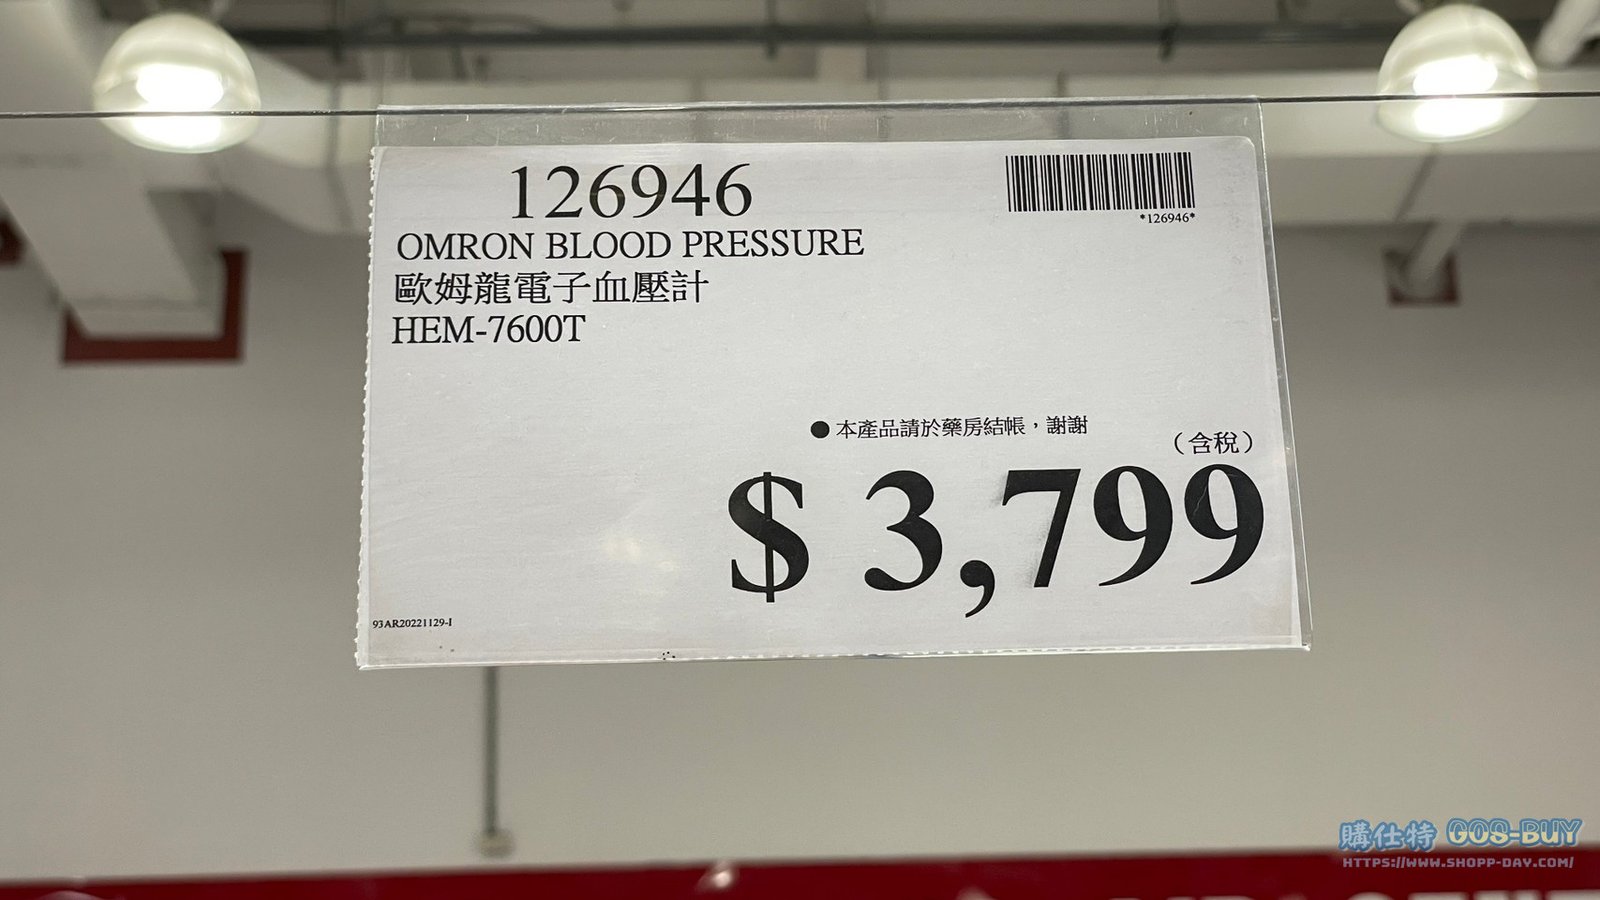 126946
*126946*
OMRON BLOOD PRESSURE
歐姆龍電子血壓計
HEM-7600T
●本產品請於藥房結帳，謝謝
（含稅）
$ 3,799
93AR20221129-1
購仕特 GOS-BUY
HTTPS://WWW.SHOPP-DAY.COM/